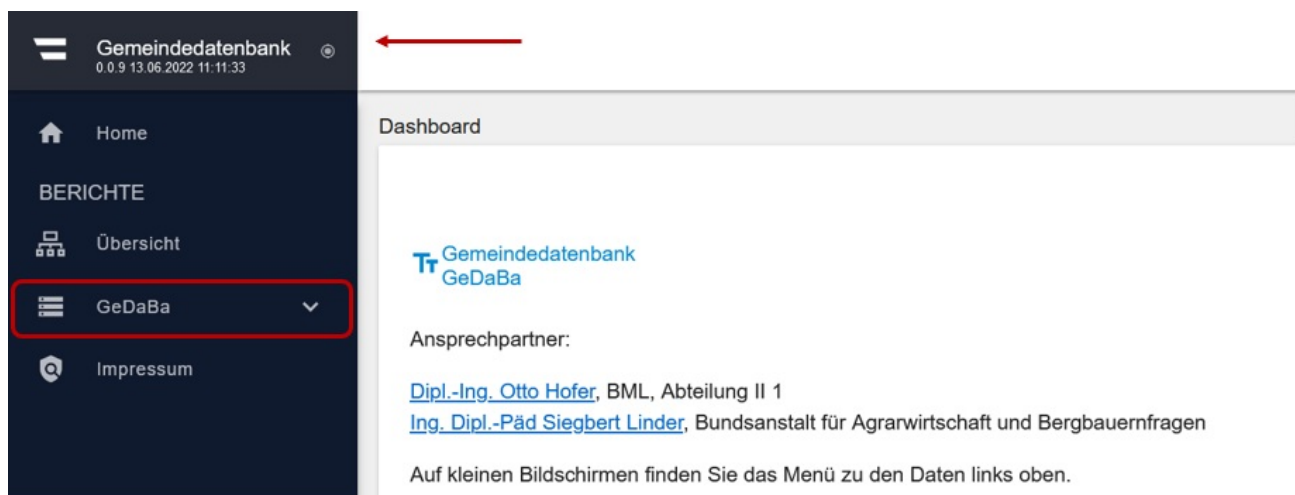 Gemeindedatenbank
0.0.9 13.06.2022 11:11:33
Home
BERICHTE
Übersicht
GeDaBa
Impressum
Dashboard
Gemeindedatenbank
GeDaBa
Ansprechpartner:
Dipl.-Ing. Otto Hofer, BML, Abteilung II 1
Ing. Dipl.-Päd Siegbert Linder, Bundsanstalt für Agrarwirtschaft und Bergbauernfragen
Auf kleinen Bildschirmen finden Sie das Menü zu den Daten links oben.